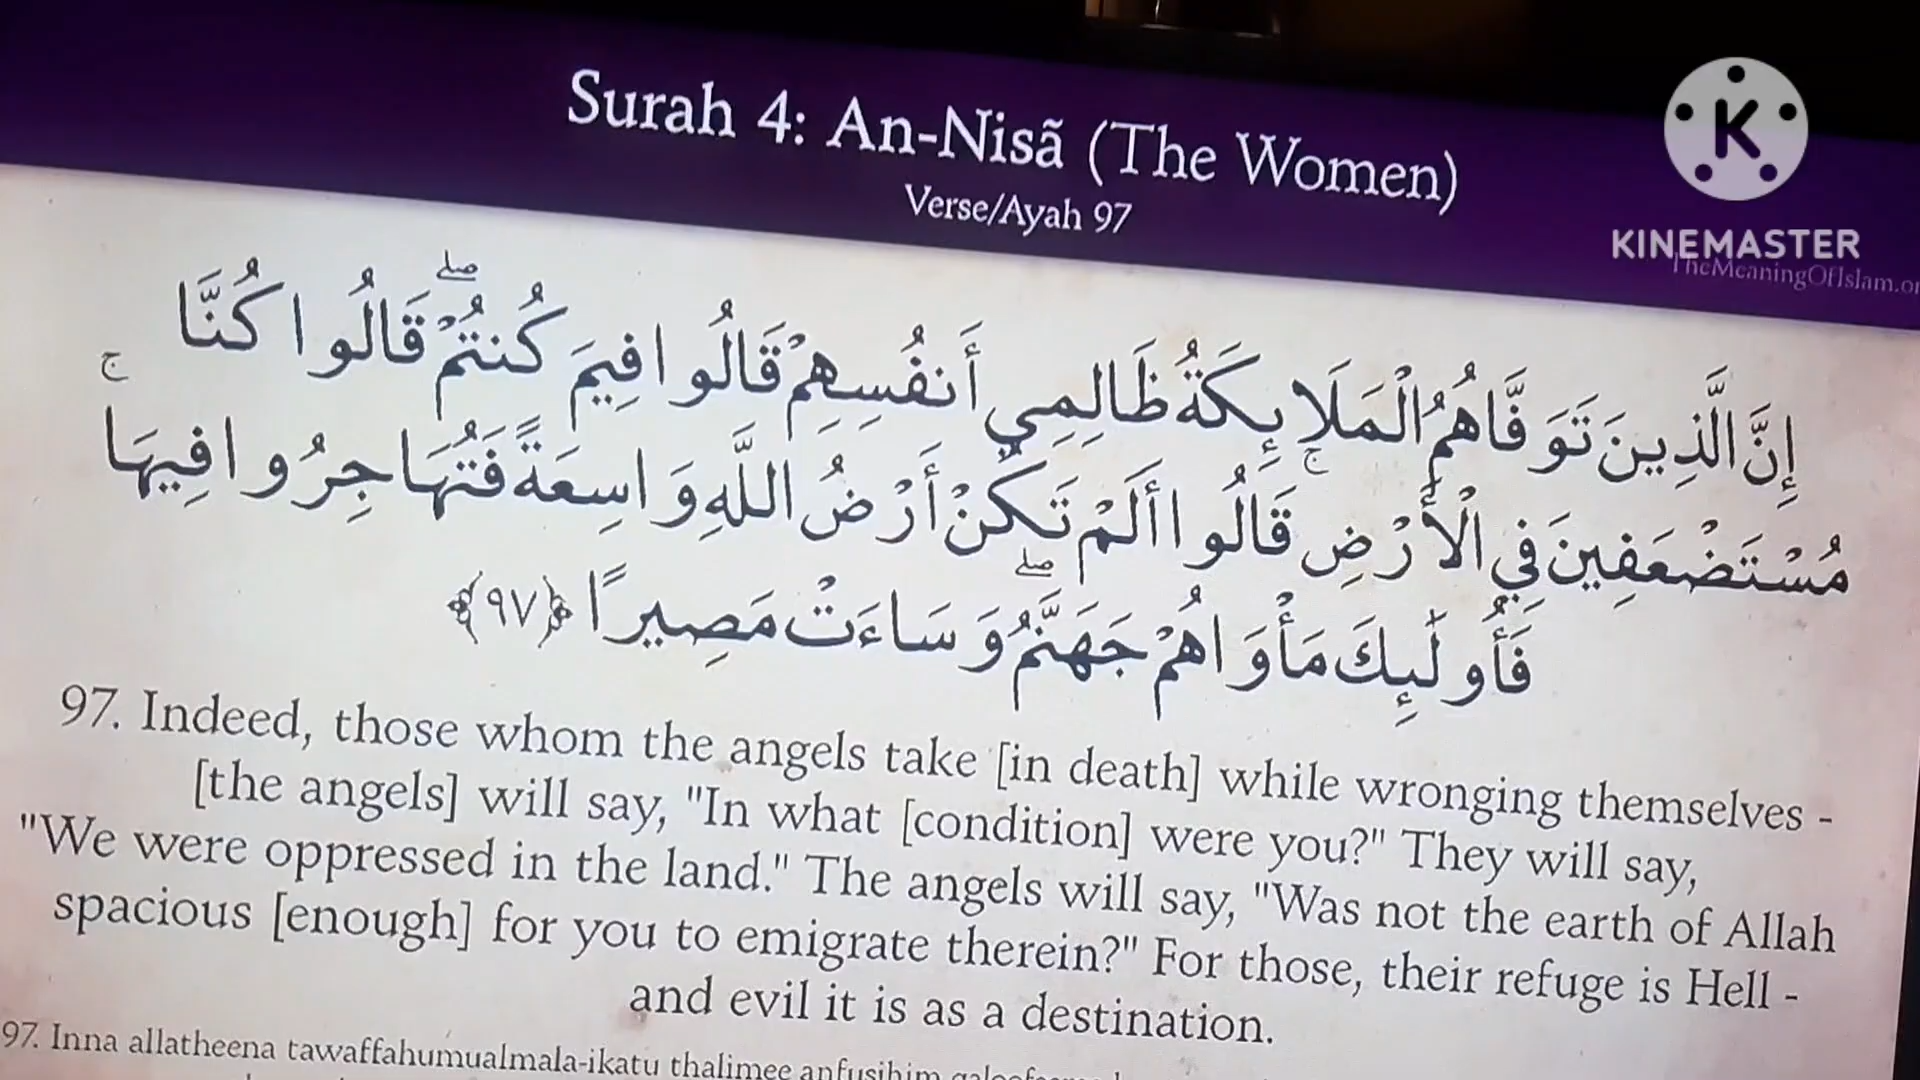 Surah 4: An-Nisã (The Women)
Verse/Ayah 97
KINEMASTER
TheMeaningOfIslam.or
إِنَّ الَّذِينَ تَوَفَّاهُمُ الْمَلَائِكَةُ ظَالِمِي أَنفُسِهِمْ قَالُوا فِيمَ كُنتُمْ ۖ قَالُوا كُنَّا
مُسْتَضْعَفِينَ فِي الْأَرْضِ ۚ قَالُوا أَلَمْ تَكُنْ أَرْضُ اللَّهِ وَاسِعَةً فَتُهَاجِرُوا فِيهَا ۚ
فَأُولَٰئِكَ مَأْوَاهُمْ جَهَنَّمُ ۖ وَسَاءَتْ مَصِيرًا ﴿٩٧﴾
97. Indeed, those whom the angels take [in death] while wronging themselves -
[the angels] will say, "In what [condition] were you?" They will say,
"We were oppressed in the land." The angels will say, "Was not the earth of Allah
spacious [enough] for you to emigrate therein?" For those, their refuge is Hell -
and evil it is as a destination.
97. Inna allatheena tawaffahumualmala-ikatu thalimee anfusihim